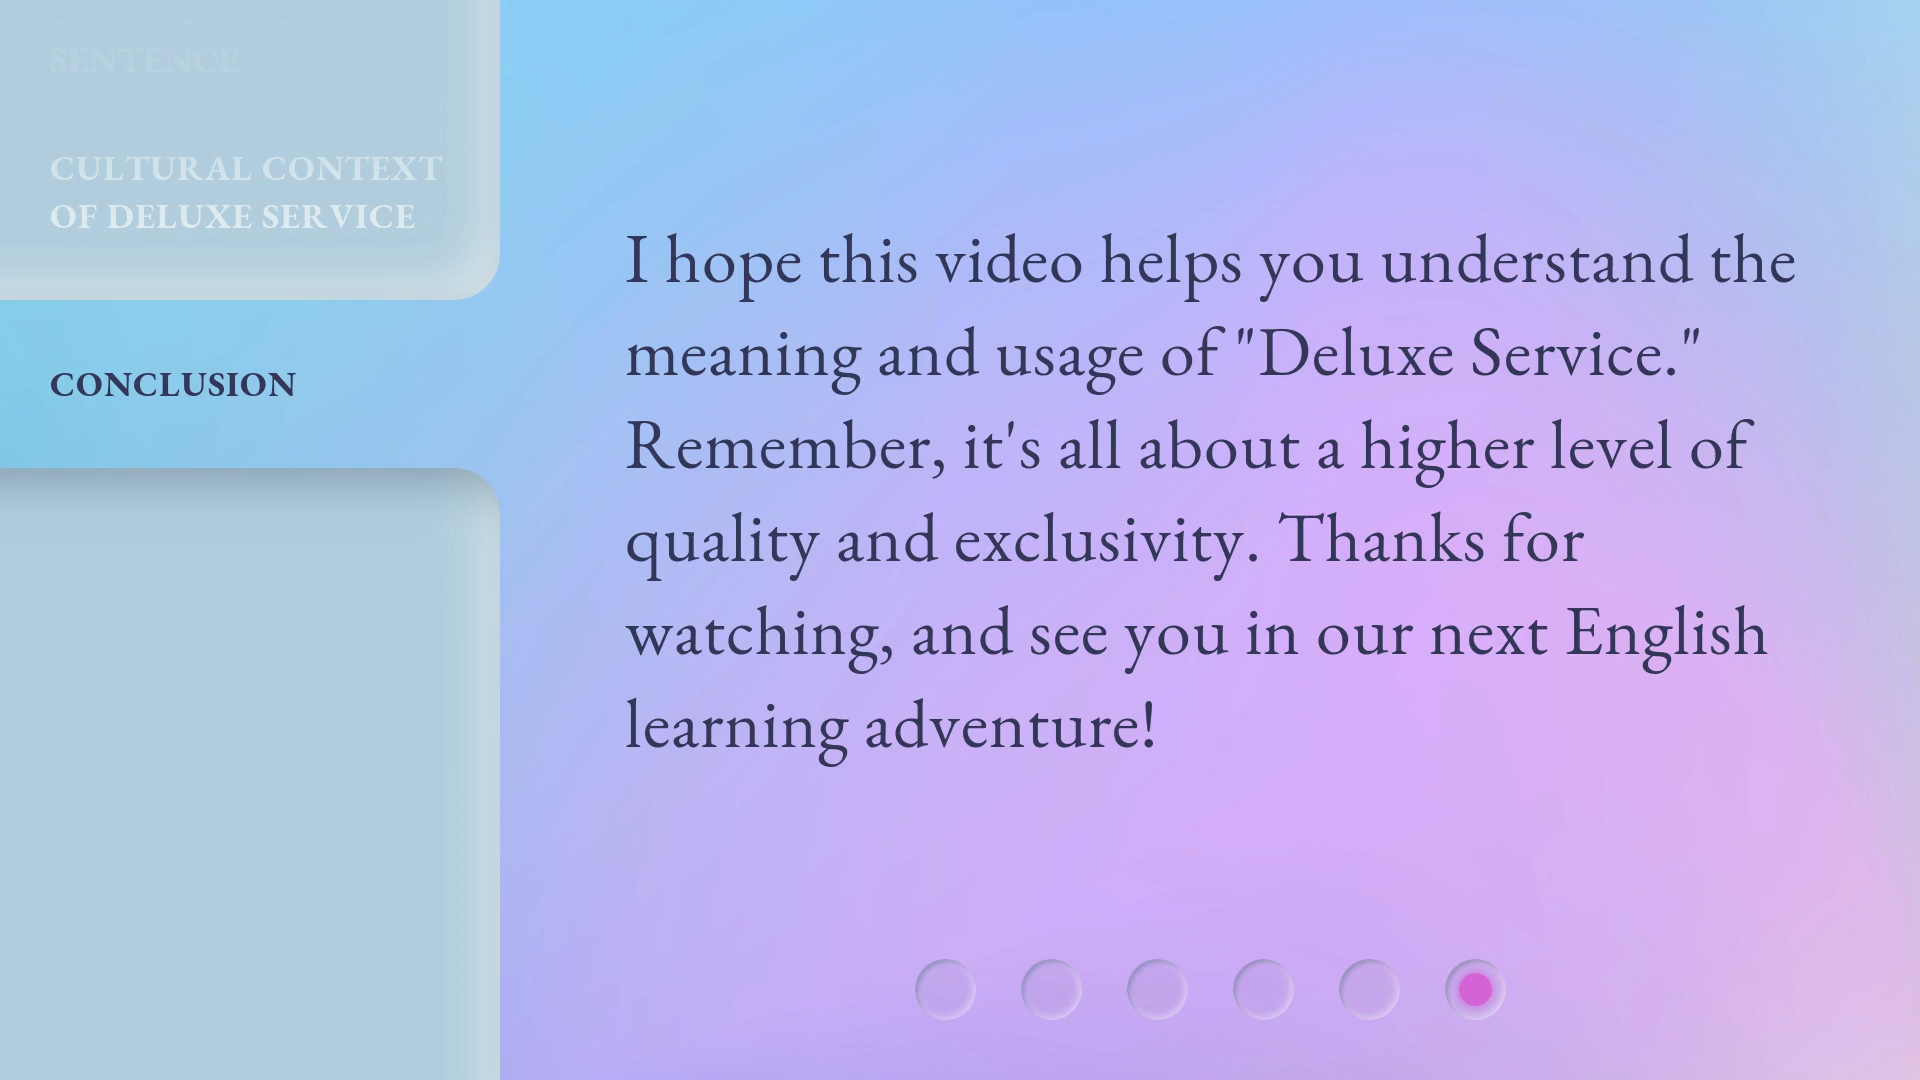 SENTENCE
CULTURAL CONTEXT
OF DELUXE SERVICE
CONCLUSION
I hope this video helps you understand the
meaning and usage of "Deluxe Service."
Remember, it's all about a higher level of
quality and exclusivity. Thanks for
watching, and see you in our next English
learning adventure!